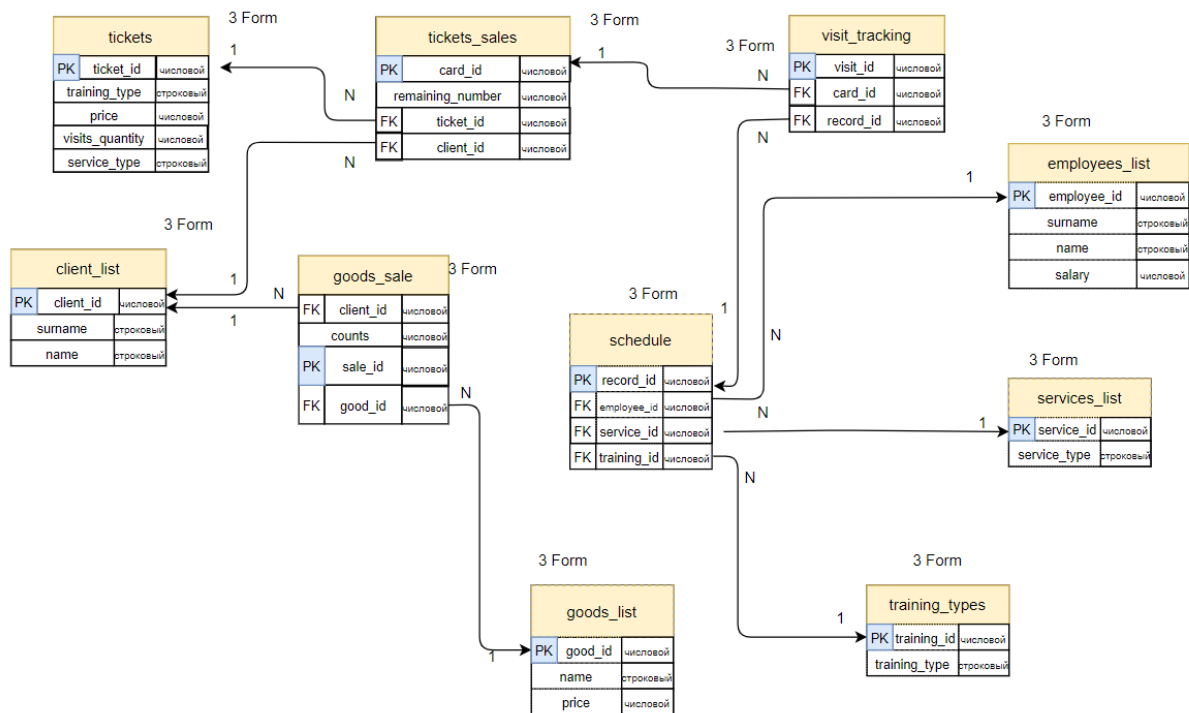 3 Form
tickets
PK ticket_id числовой
training_type строковый
price числовой
visits_quantity числовой
service_type строковый
1
N
3 Form
tickets_sales
PK card_id числовой
remaining_number числовой
FK ticket_id числовой
FK client_id числовой
N
1
3 Form
visit_tracking
PK visit_id числовой
FK card_id числовой
FK record_id числовой
N
N
3 Form
employees_list
PK employee_id числовой
surname строковый
name строковый
salary числовой
1
3 Form
client_list
PK client_id числовой
surname строковый
name строковый
1
1
N
3 Form
goods_sale
FK client_id числовой
counts числовой
PK sale_id числовой
FK good_id числовой
N
3 Form
schedule
PK record_id числовой
FK employee_id числовой
FK service_id числовой
FK training_id числовой
1
N
N
N
3 Form
services_list
PK service_id числовой
service_type строковый
1
3 Form
goods_list
PK good_id числовой
name строковый
price числовой
1
3 Form
training_types
PK training_id числовой
training_type строковый
1